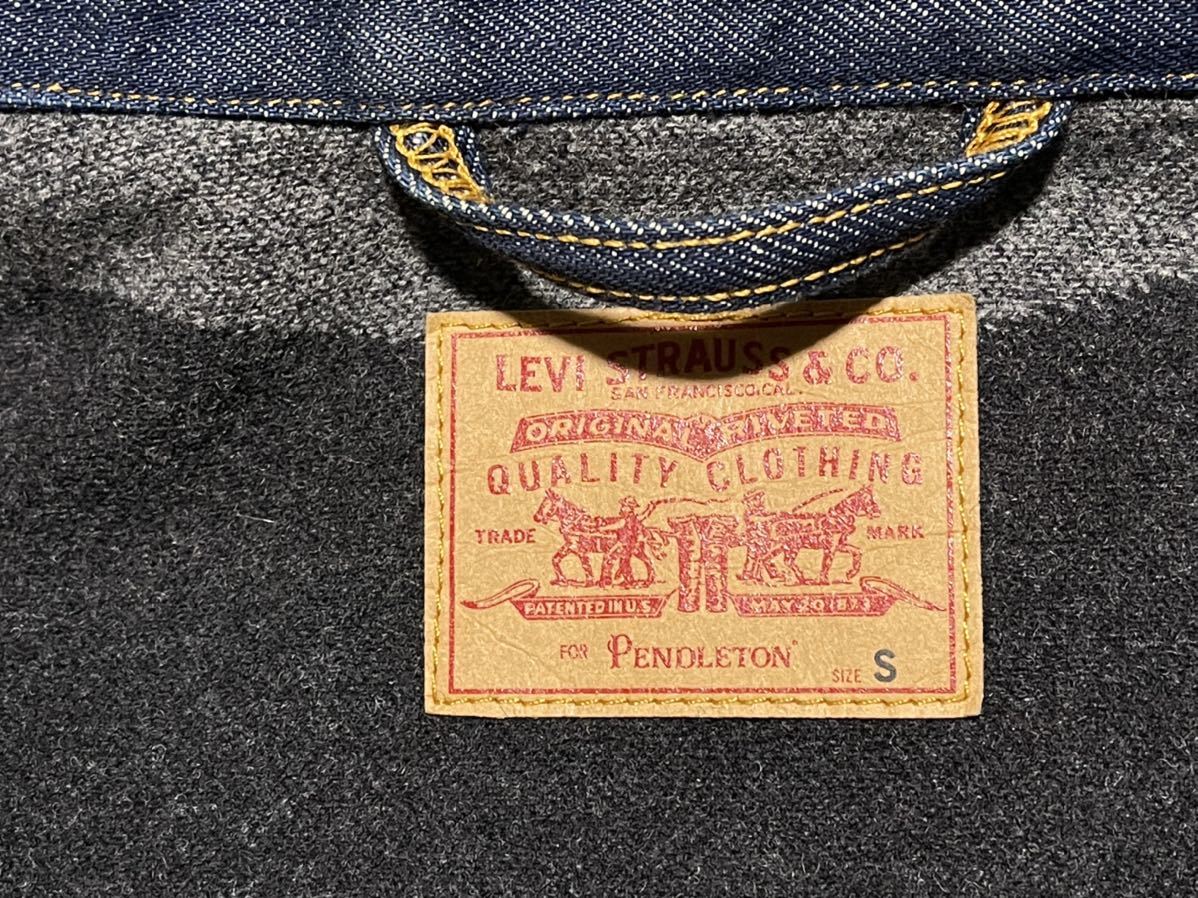 LEVI STRAUSS & CO.
SAN FRANCISCO, CAL.
ORIGINAL RIVETED
QUALITY CLOTHING
TRADE MARK
PATENTED IN U.S. MAY 20 1873
FOR PENDLETON
SIZE S